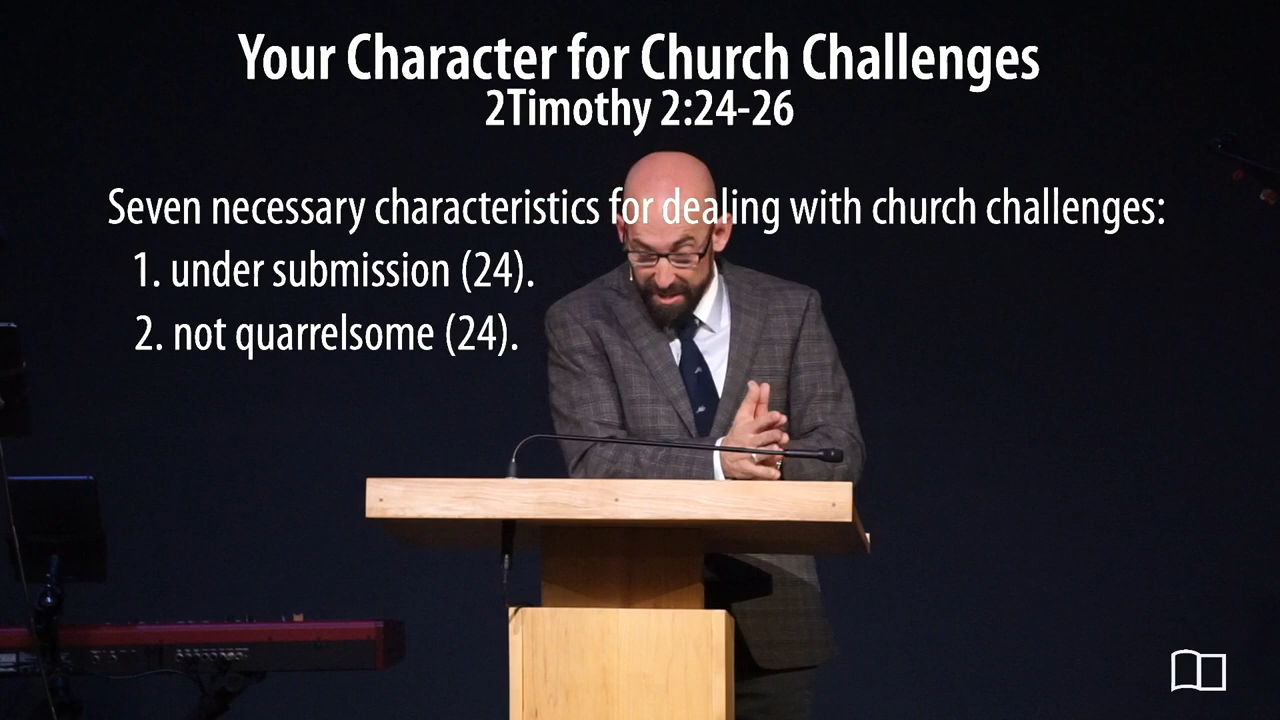 Your Character for Church Challenges
2Timothy 2:24-26
Seven necessary characteristics for dealing with church challenges:
1. under submission (24).
2. not quarrelsome (24).